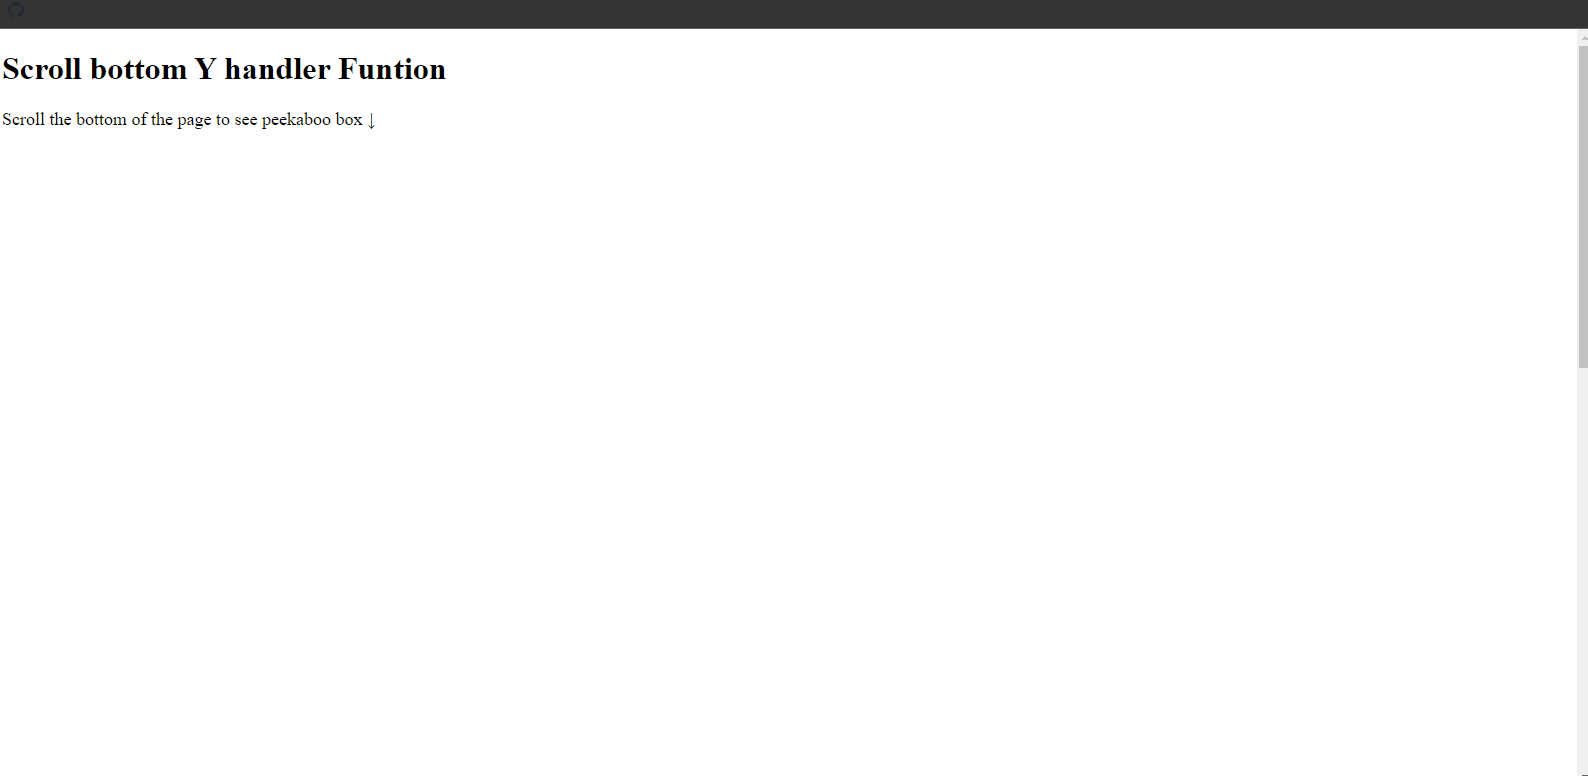 Scroll bottom Y handler Funtion
Scroll the bottom of the page to see peekaboo box ↓